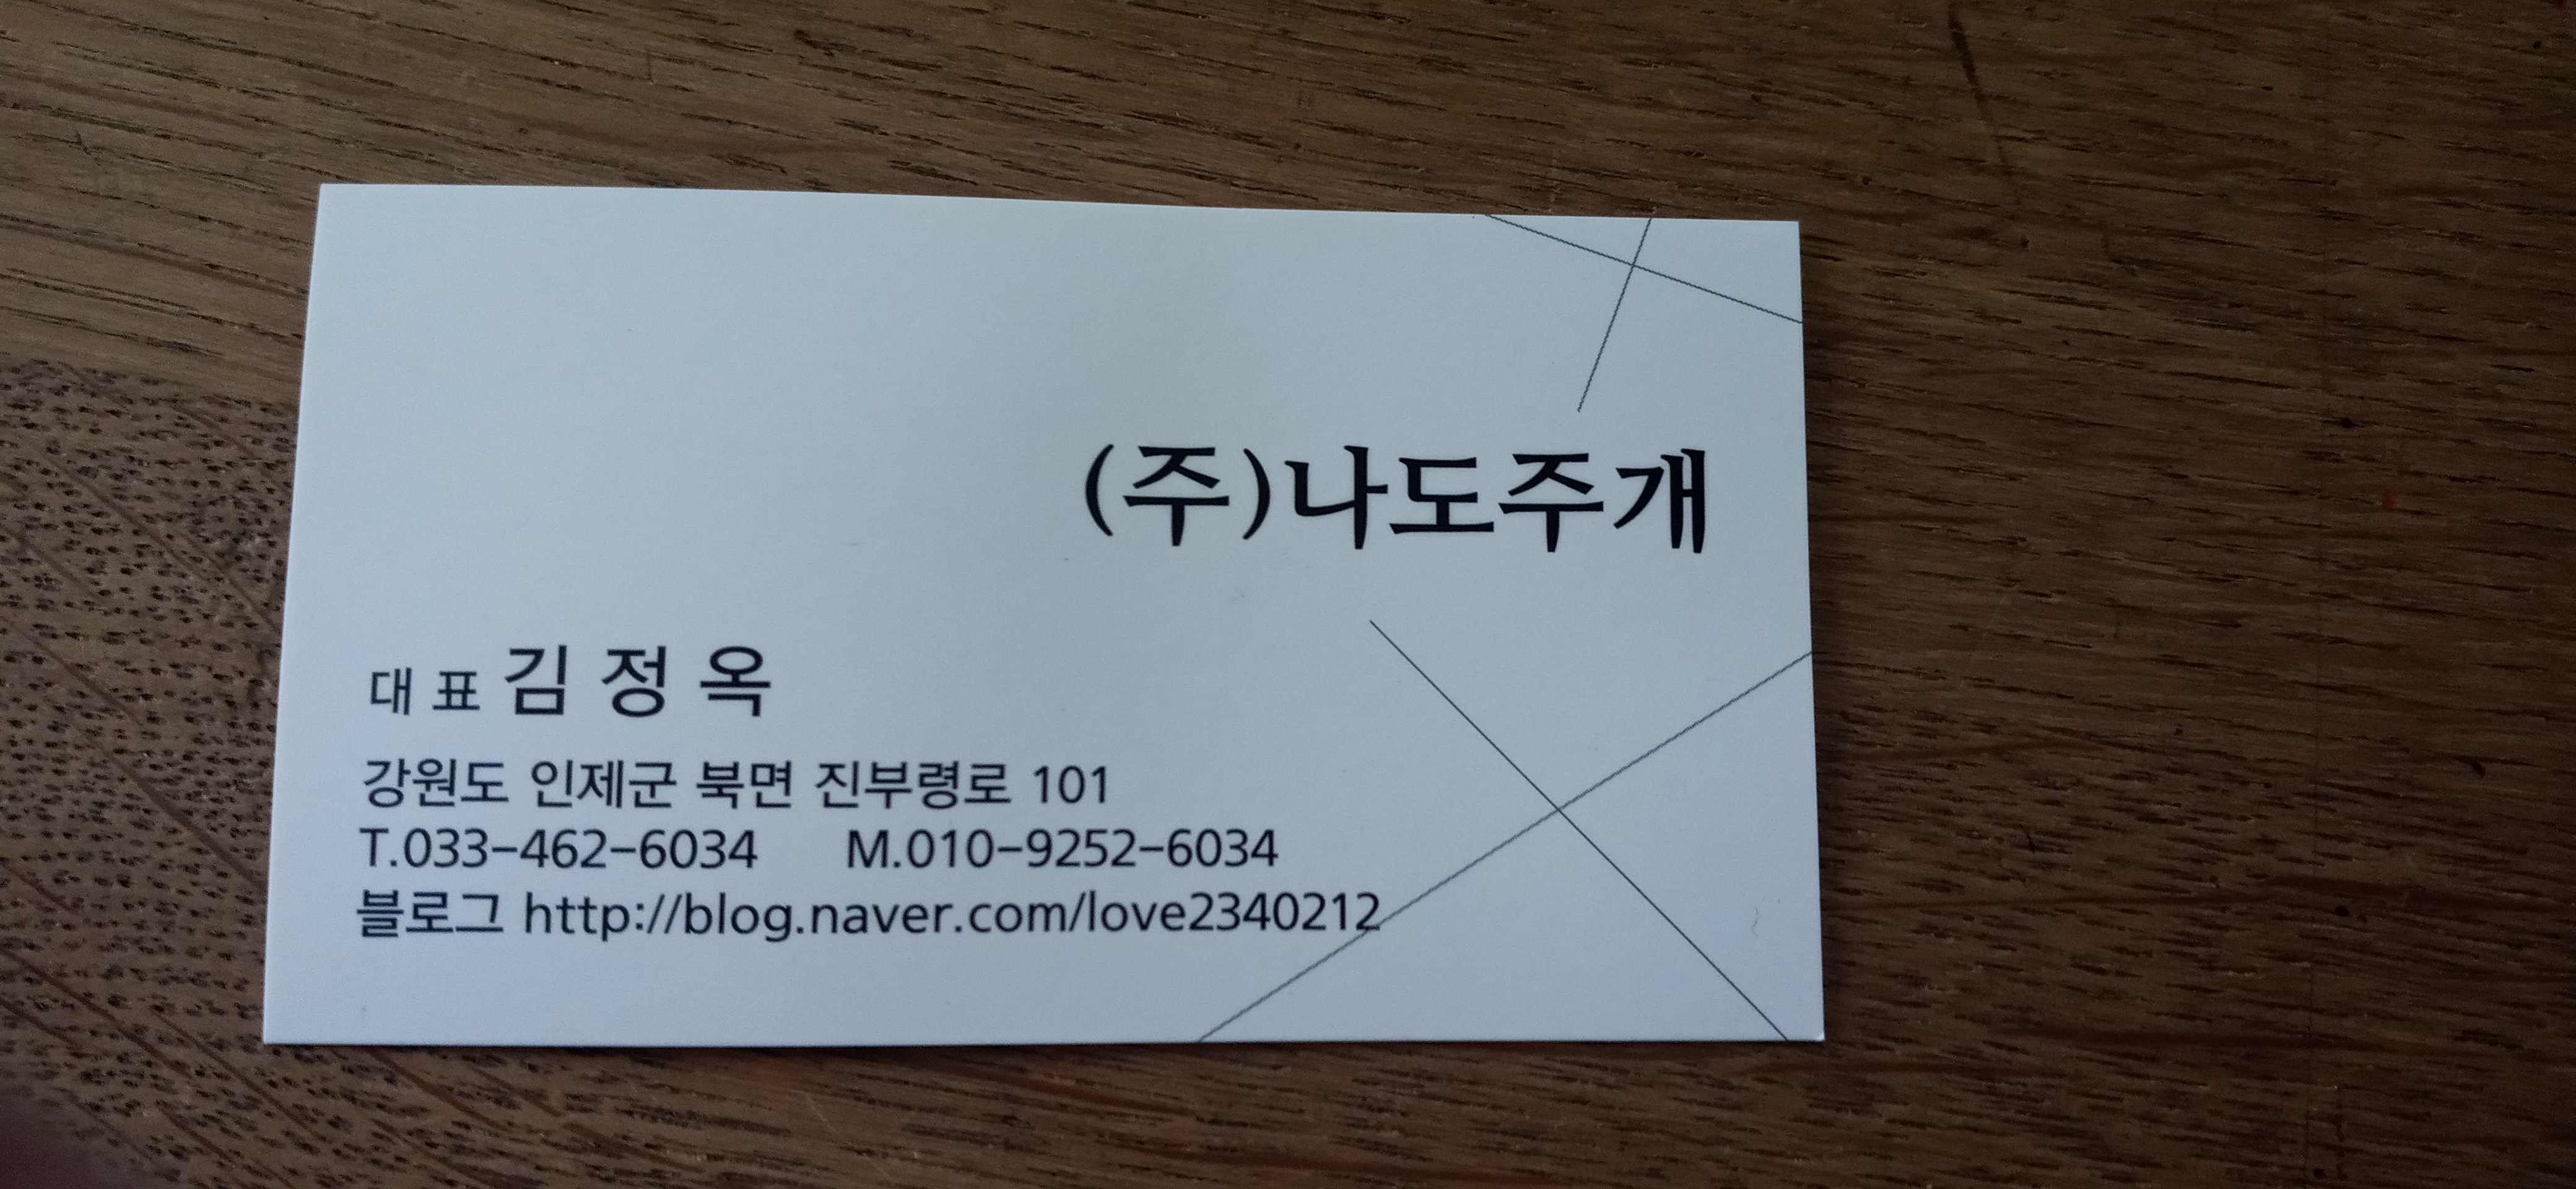 (주)나도주개
대 표 김 정 옥
강원도 인제군 북면 진부령로 101
T.033-462-6034 M.010-9252-6034
블로그 http://blog.naver.com/love2340212